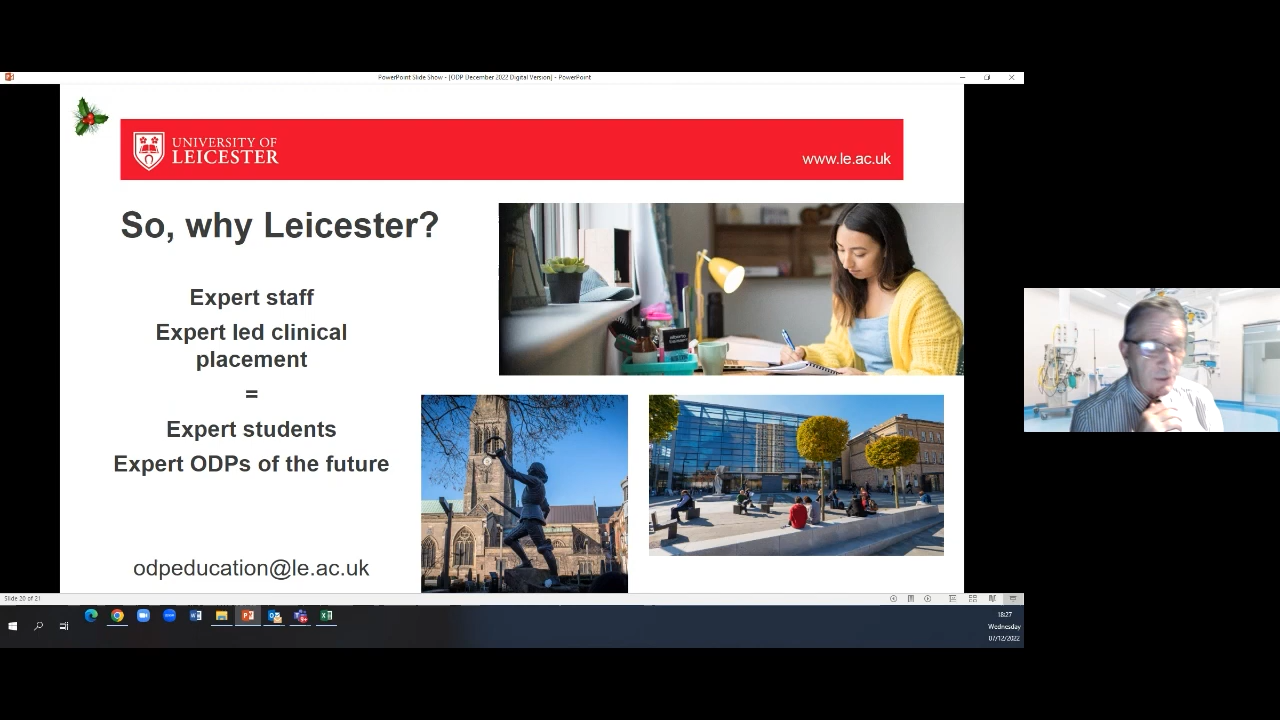 PowerPoint Slide Show - [ODP December 2022 Digital Version] - PowerPoint
UNIVERSITY OF
LEICESTER
www.le.ac.uk
So, why Leicester?
Expert staff
Expert led clinical
placement
=
Expert students
Expert ODPs of the future
odpeducation@le.ac.uk
Slide 20 of 21
18:27
Wednesday
07/12/2022